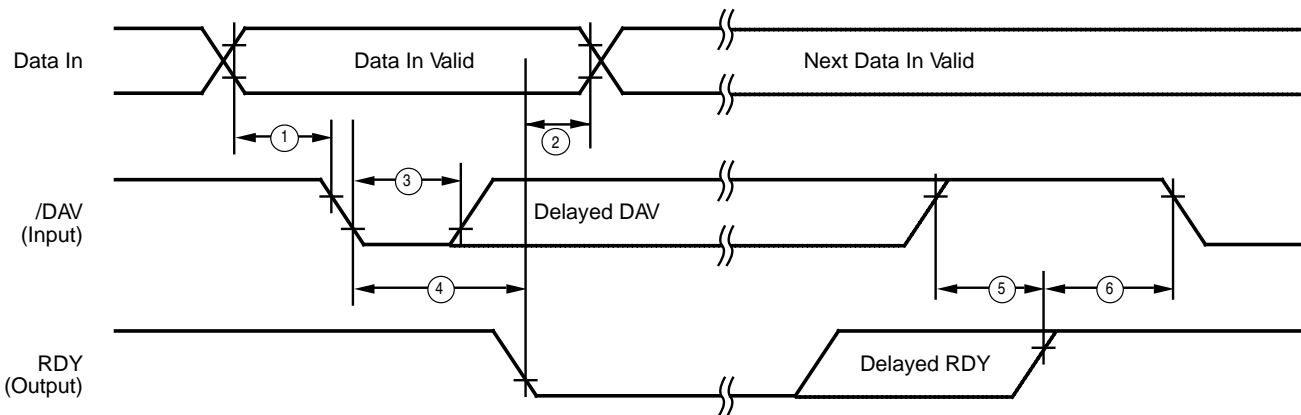 Data In
Data In Valid
Next Data In Valid
1
2
3
/DAV
(Input)
Delayed DAV
4
5
6
RDY
(Output)
Delayed RDY